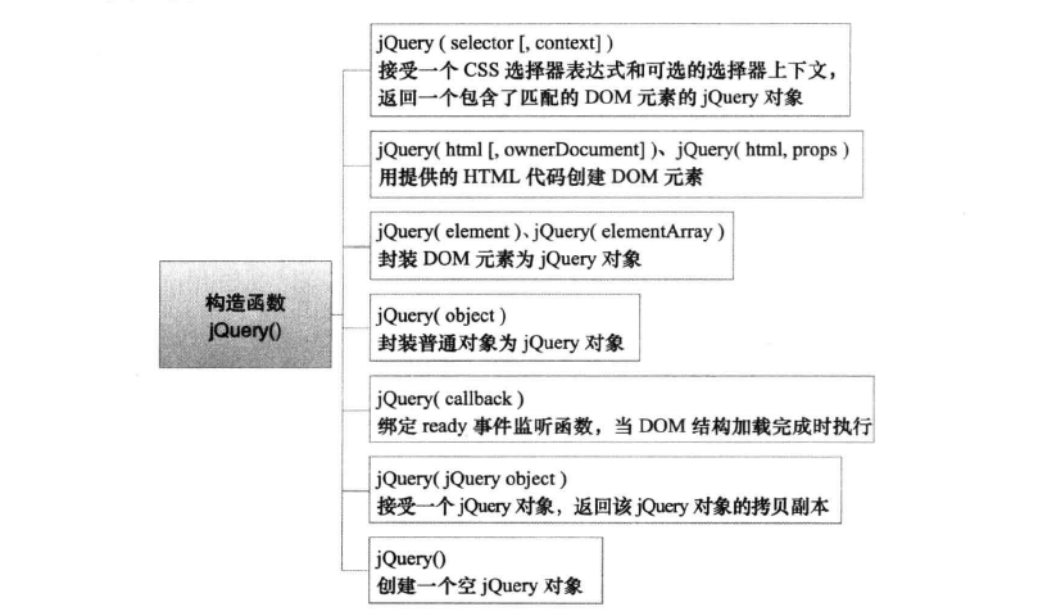 jQuery ( selector [, context] )
接受一个 CSS 选择器表达式和可选的选择器上下文，
返回一个包含了匹配的 DOM 元素的 jQuery 对象
jQuery( html [, ownerDocument] )、jQuery( html, props )
用提供的 HTML 代码创建 DOM 元素
jQuery( element )、jQuery( elementArray )
封装 DOM 元素为 jQuery 对象
构造函数
jQuery()
jQuery( object )
封装普通对象为 jQuery 对象
jQuery( callback )
绑定 ready 事件监听函数，当 DOM 结构加载完成时执行
jQuery( jQuery object )
接受一个 jQuery 对象，返回该 jQuery 对象的拷贝副本
jQuery()
创建一个空 jQuery 对象